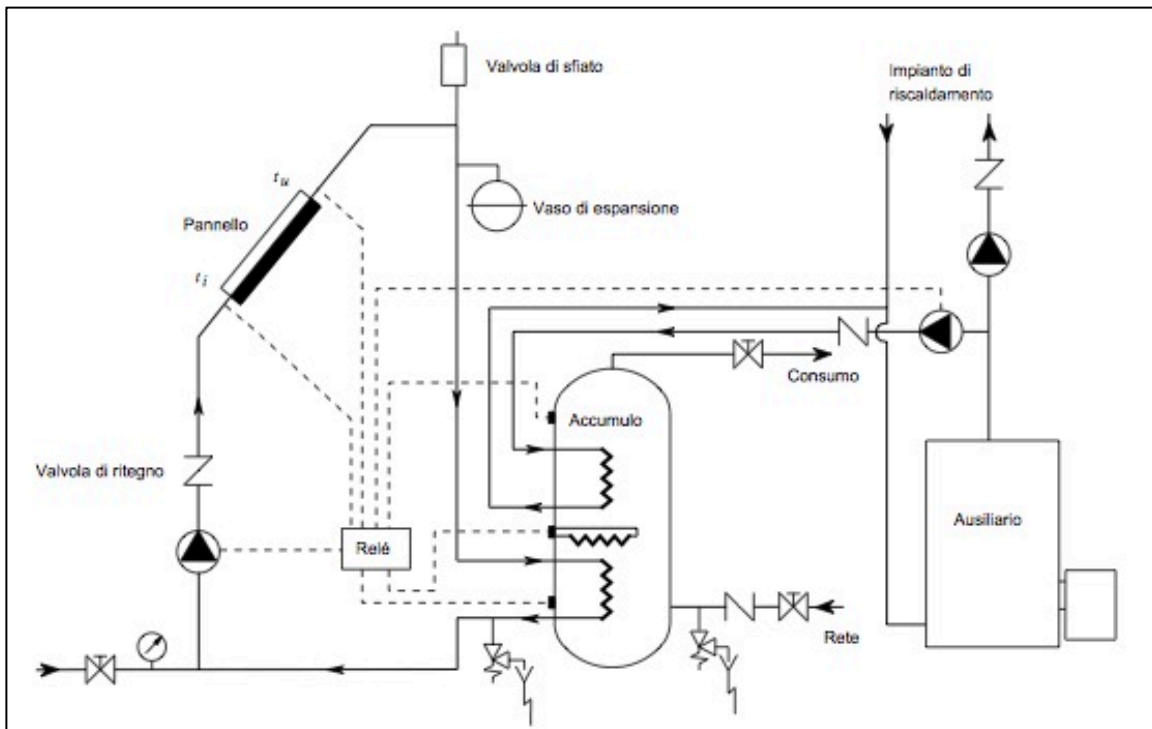 Valvola di sfiato
Impianto di
riscaldamento
t_u
Pannello
Vaso di espansione
t_i
Consumo
Accumulo
Valvola di ritegno
Ausiliario
Relé
Rete